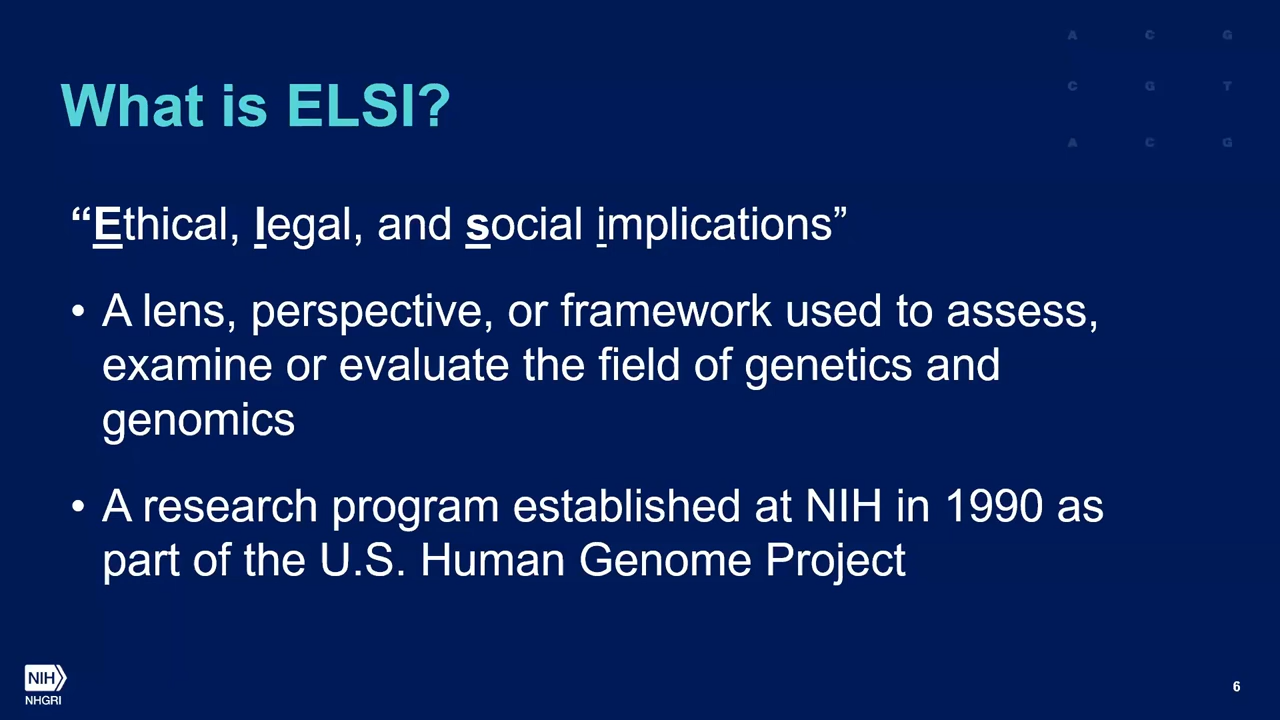 A C G
What is ELSI?
C G T
A C G
“Ethical, legal, and social implications”
• A lens, perspective, or framework used to assess,
examine or evaluate the field of genetics and
genomics
• A research program established at NIH in 1990 as
part of the U.S. Human Genome Project
NIH
NHGRI
6